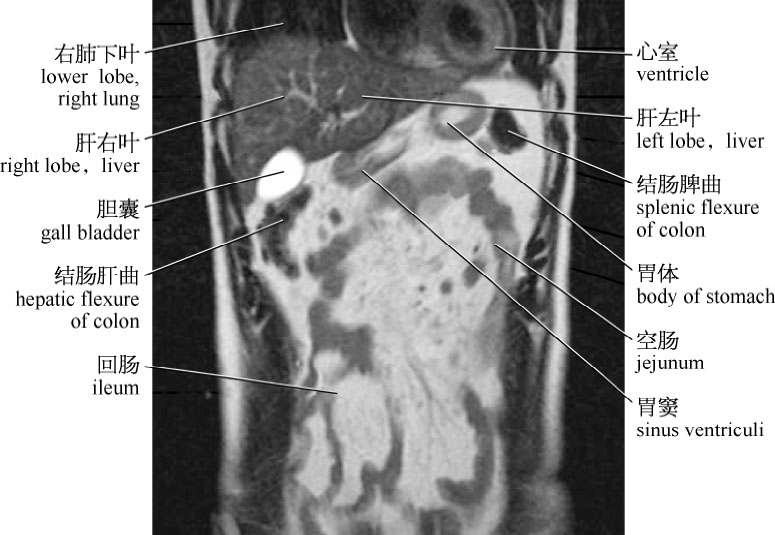 右肺下叶
lower lobe,
right lung
肝右叶
right lobe, liver
胆囊
gall bladder
结肠肝曲
hepatic flexure
of colon
回肠
ileum
心室
ventricle
肝左叶
left lobe, liver
结肠脾曲
splenic flexure
of colon
胃体
body of stomach
空肠
jejunum
胃窦
sinus ventriculi